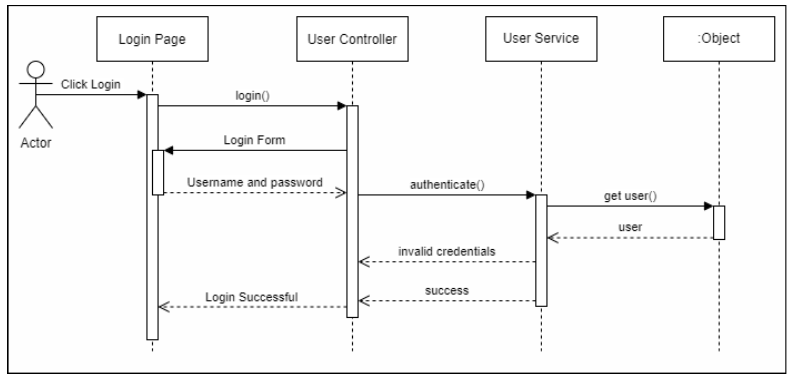 Login Page
User Controller
User Service
:Object
Click Login
login()
Actor
Login Form
Username and password
authenticate()
get user()
user
invalid credentials
success
Login Successful